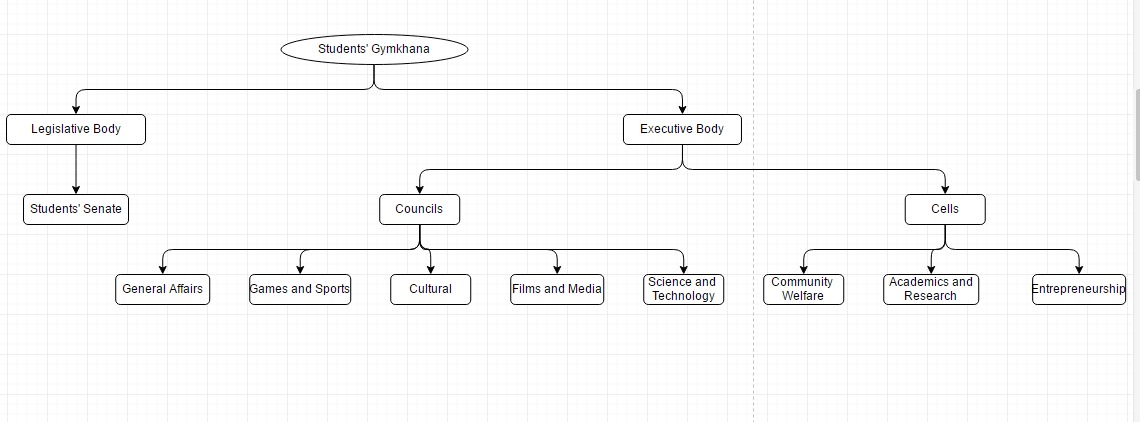 Students' Gymkhana
Legislative Body
Executive Body
Students' Senate
Councils
Cells
General Affairs
Games and Sports
Cultural
Films and Media
Science and
Technology
Community
Welfare
Academics and
Research
Entrepreneurship